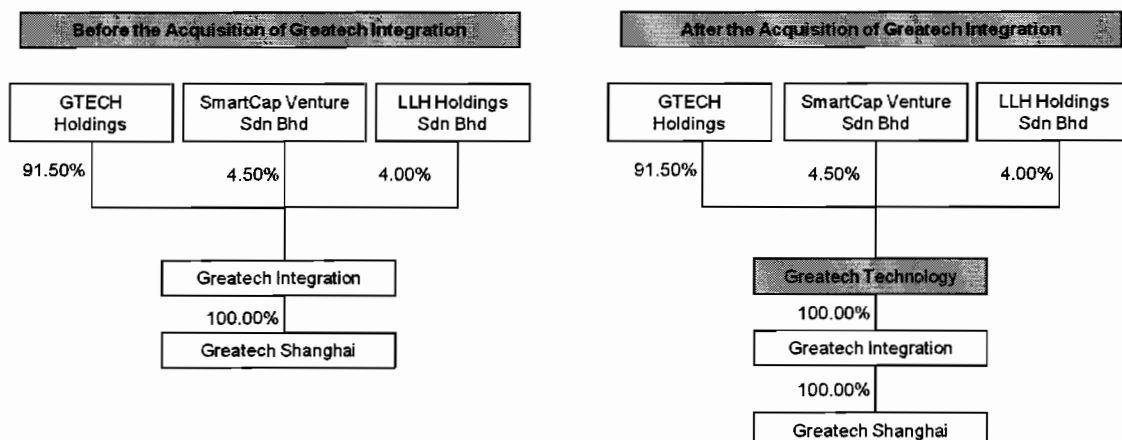 Before the Acquisition of Greatech Integration
GTECH
Holdings
SmartCap Venture
Sdn Bhd
LLH Holdings
Sdn Bhd
91.50%
4.50%
4.00%
Greatech Integration
100.00%
Greatech Shanghai
After the Acquisition of Greatech Integration
GTECH
Holdings
SmartCap Venture
Sdn Bhd
LLH Holdings
Sdn Bhd
91.50%
4.50%
4.00%
Greatech Technology
100.00%
Greatech Integration
100.00%
Greatech Shanghai